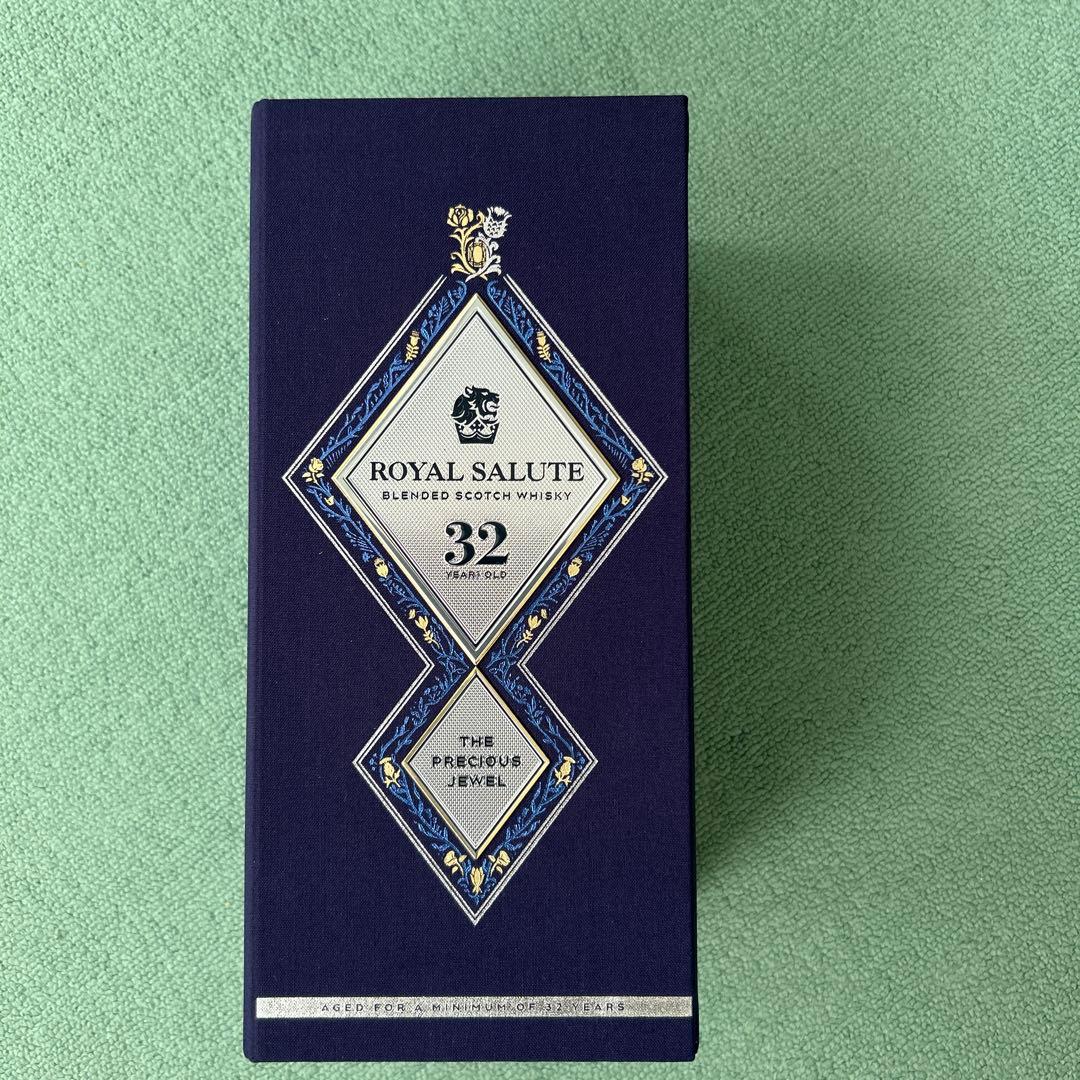 ROYAL SALUTE
BLENDED SCOTCH WHISKY
32
YEARS OLD
THE
PRECIOUS
JEWEL
AGED FOR A MINIMUM OF 32 YEARS